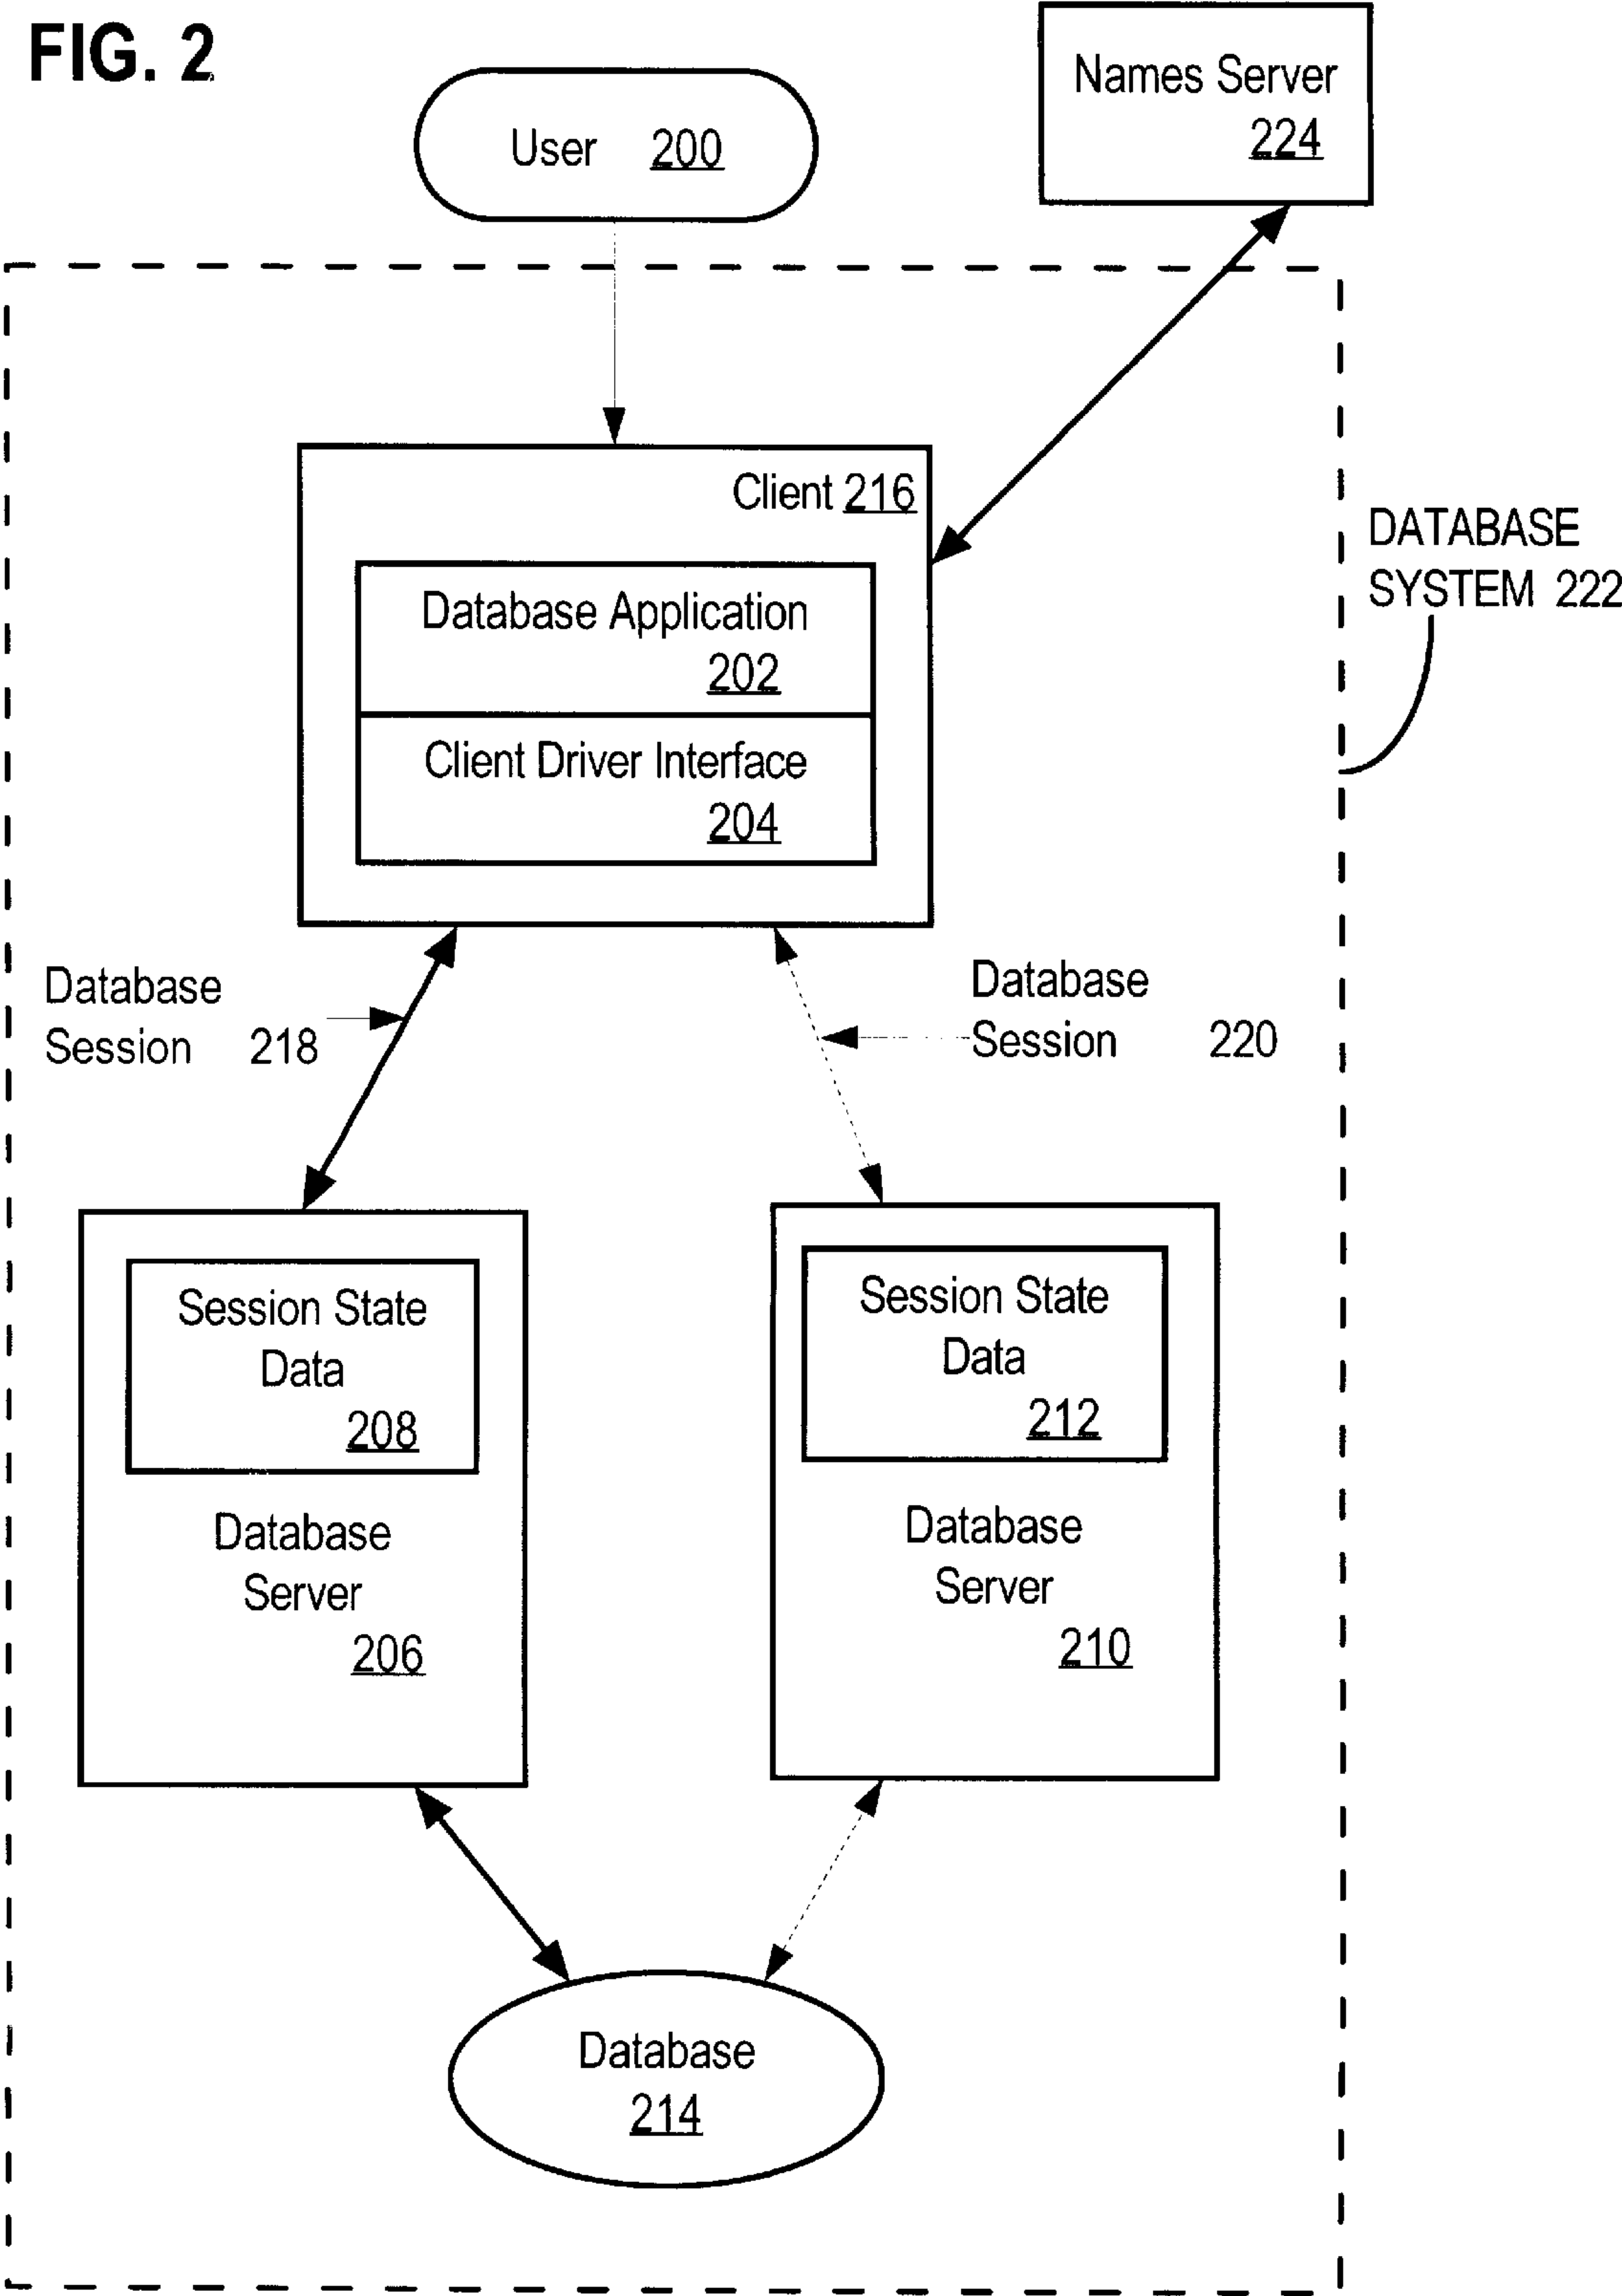 FIG. 2
Names Server
224
User 200
Client 216
DATABASE
SYSTEM 222
Database Application
202
Client Driver Interface
204
Database
Session 218
Database
Session 220
Session State
Data
208
Database
Server
206
Session State
Data
212
Database
Server
210
Database
214